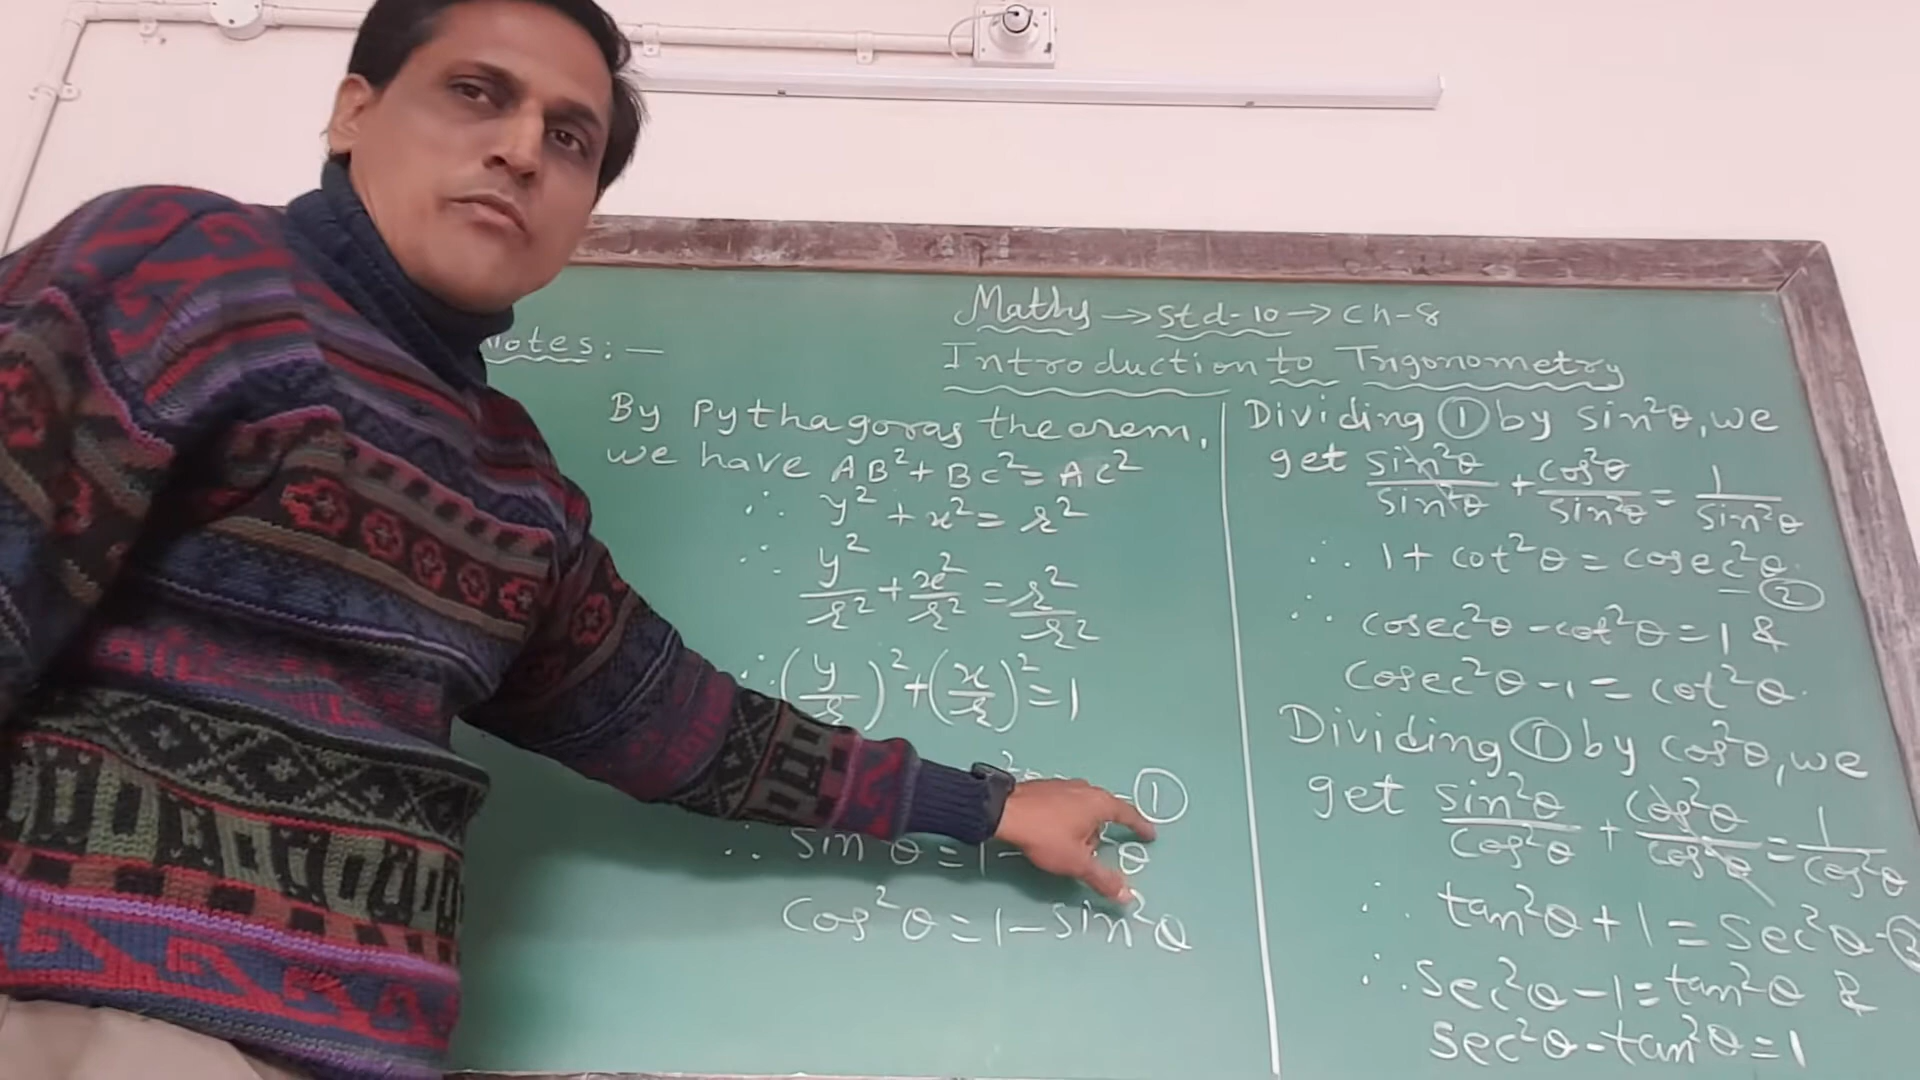 Maths → Std-10 → Ch-8
Introduction to Trigonometry
Notes:—
By Pythagoras theorem,
we have AB² + BC² = AC²
∴ y² + x² = r²
∴ y²/r² + x²/r² = r²/r²
∴ (y/r)² + (x/r)² = 1
①
∴ sin θ = 1 - ² θ
cos²θ = 1 - sin²θ
Dividing ① by sin²θ, we
get sin²θ/sin²θ + cos²θ/sin²θ = 1/sin²θ
∴ 1 + cot²θ = cosec²θ.
— ②
∴ cosec²θ - cot²θ = 1 &
cosec²θ - 1 = cot²θ.
Dividing ① by cos²θ, we
get sin²θ/cos²θ + cos²θ/cos²θ = 1/cos²θ
∴ tan²θ + 1 = sec²θ -
∴ sec²θ - 1 = tan²θ &
sec²θ - tan²θ = 1